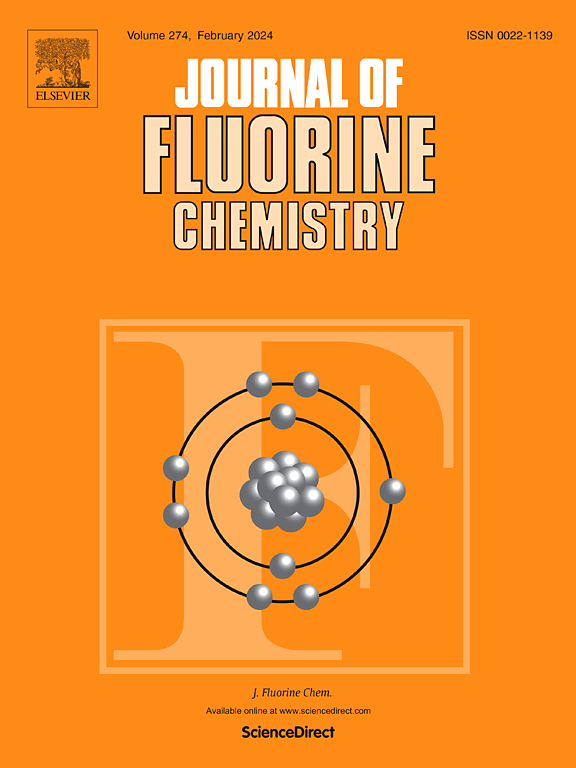 Volume 274, February 2024
ISSN 0022-1139
ELSEVIER
JOURNAL OF
FLUORINE
CHEMISTRY
F
J. Fluorine Chem.
Available online at www.sciencedirect.com
ScienceDirect